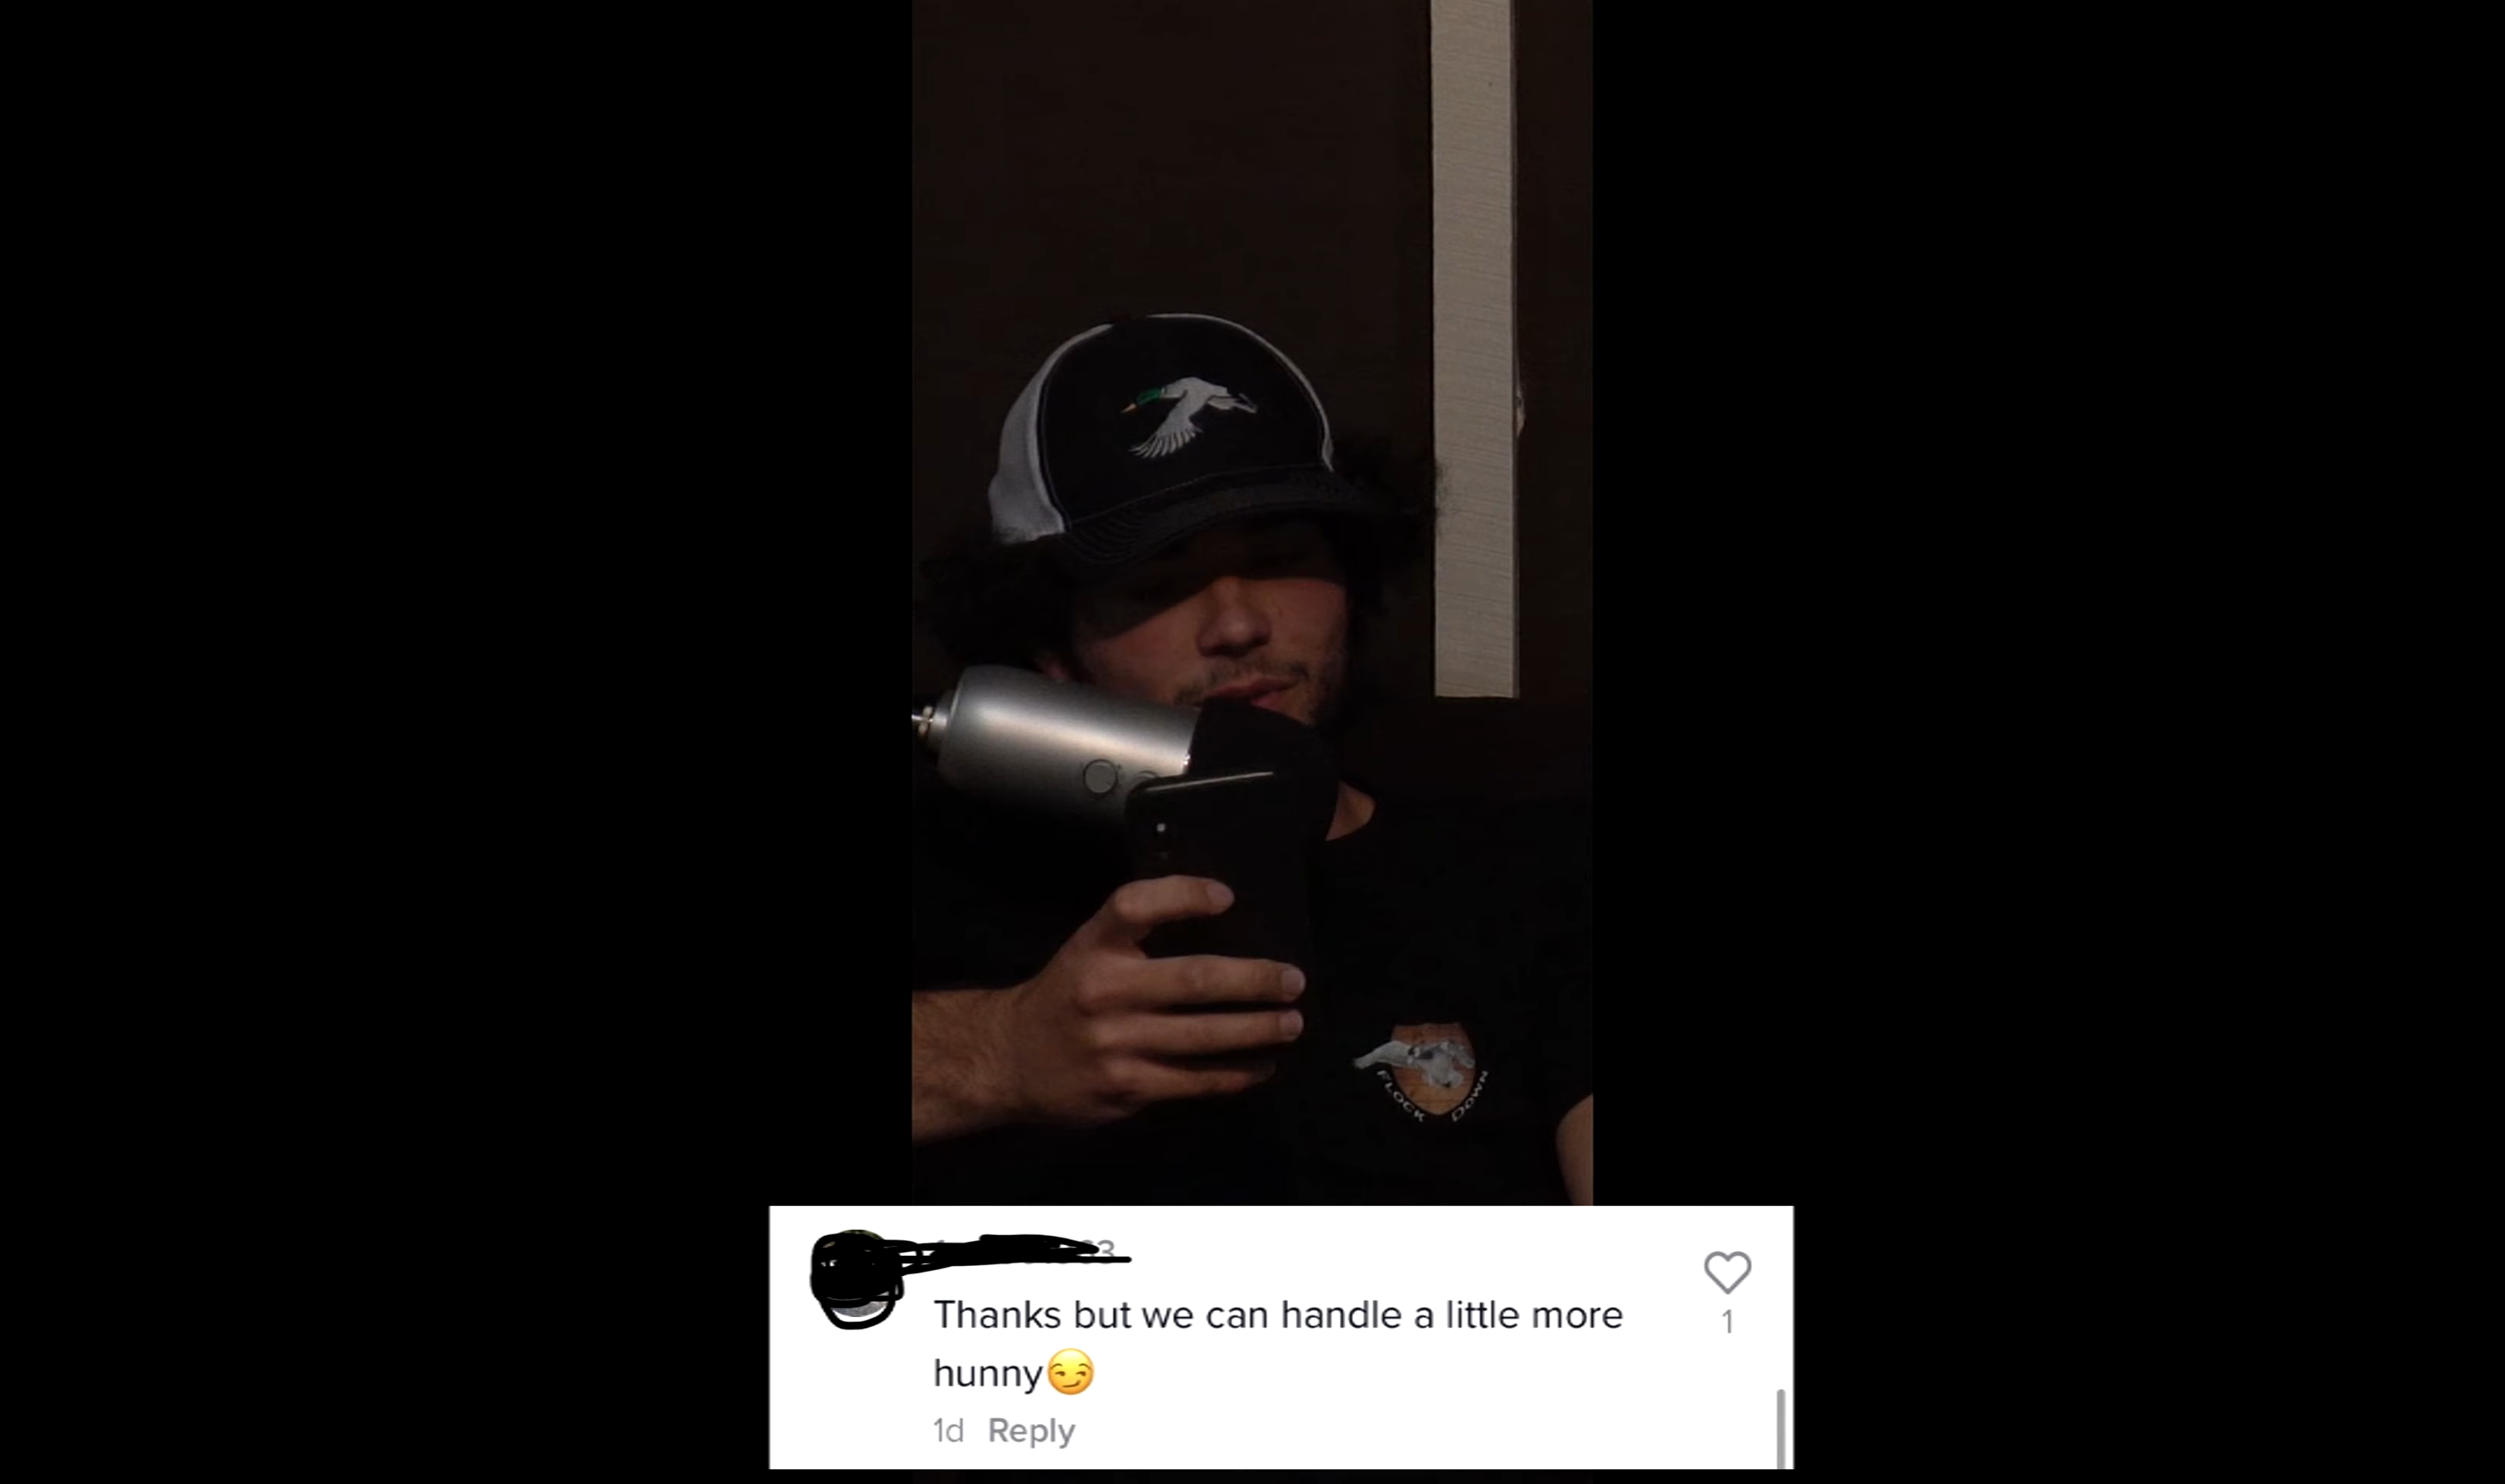 FLOCK DOWN
Thanks but we can handle a little more
hunny😏
1
1d Reply